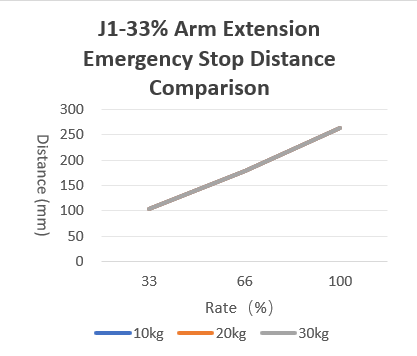 J1-33% Arm Extension
Emergency Stop Distance
Comparison
300
250
200
150
100
50
0
Distance (mm)
33 66 100
Rate（%）
10kg 20kg 30kg